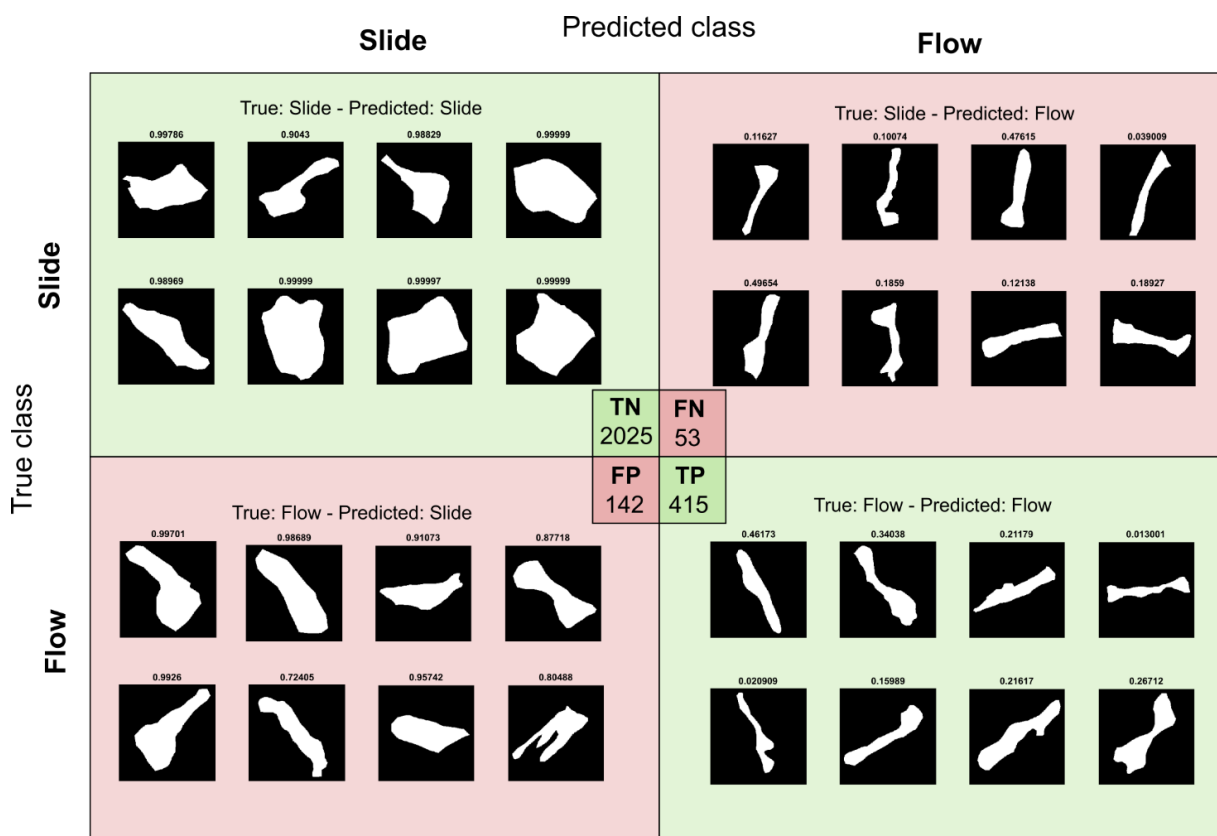 Predicted class
Slide
Flow
True class
Slide
True: Slide - Predicted: Slide
0.99786 0.9043 0.98829 0.99999
0.98969 0.99999 0.99997 0.99999
True: Slide - Predicted: Flow
0.11627 0.10074 0.47615 0.039009
0.49654 0.1859 0.12138 0.18927
TN FN
2025 53
FP TP
142 415
Flow
True: Flow - Predicted: Slide
0.99701 0.98689 0.91073 0.87718
0.9926 0.72405 0.95742 0.80488
True: Flow - Predicted: Flow
0.46173 0.34038 0.21179 0.013001
0.020909 0.15989 0.21617 0.26712